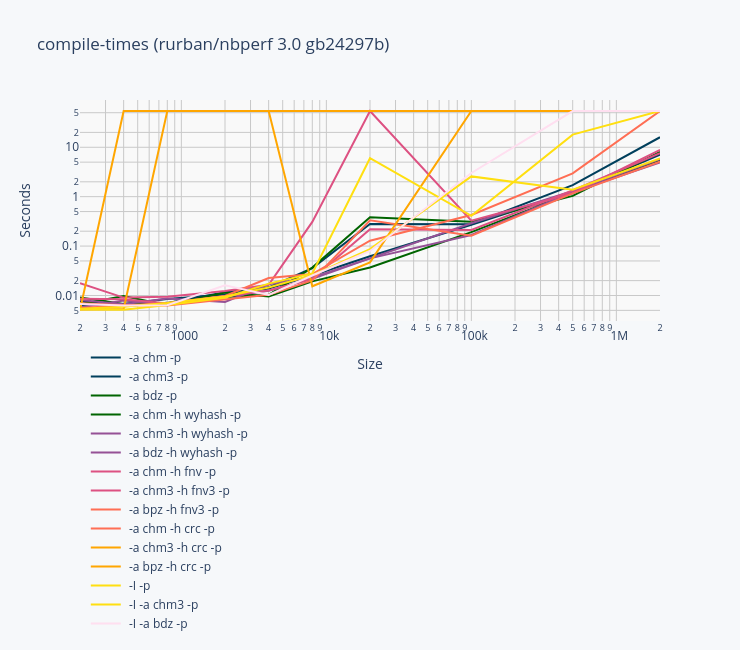 compile-times (rurban/nbperf 3.0 gb24297b)
5
2
10
5
2
1
5
2
0.1
5
2
0.01
5
Seconds
2 3 4 5 6 7 8 9 2 3 4 5 6 7 8 9 2 3 4 5 6 7 8 9 2 3 4 5 6 7 8 9 2
1000 10k 100k 1M
Size
-a chm -p
-a chm3 -p
-a bdz -p
-a chm -h wyhash -p
-a chm3 -h wyhash -p
-a bdz -h wyhash -p
-a chm -h fnv -p
-a chm3 -h fnv3 -p
-a bpz -h fnv3 -p
-a chm -h crc -p
-a chm3 -h crc -p
-a bpz -h crc -p
-I -p
-I -a chm3 -p
-I -a bdz -p